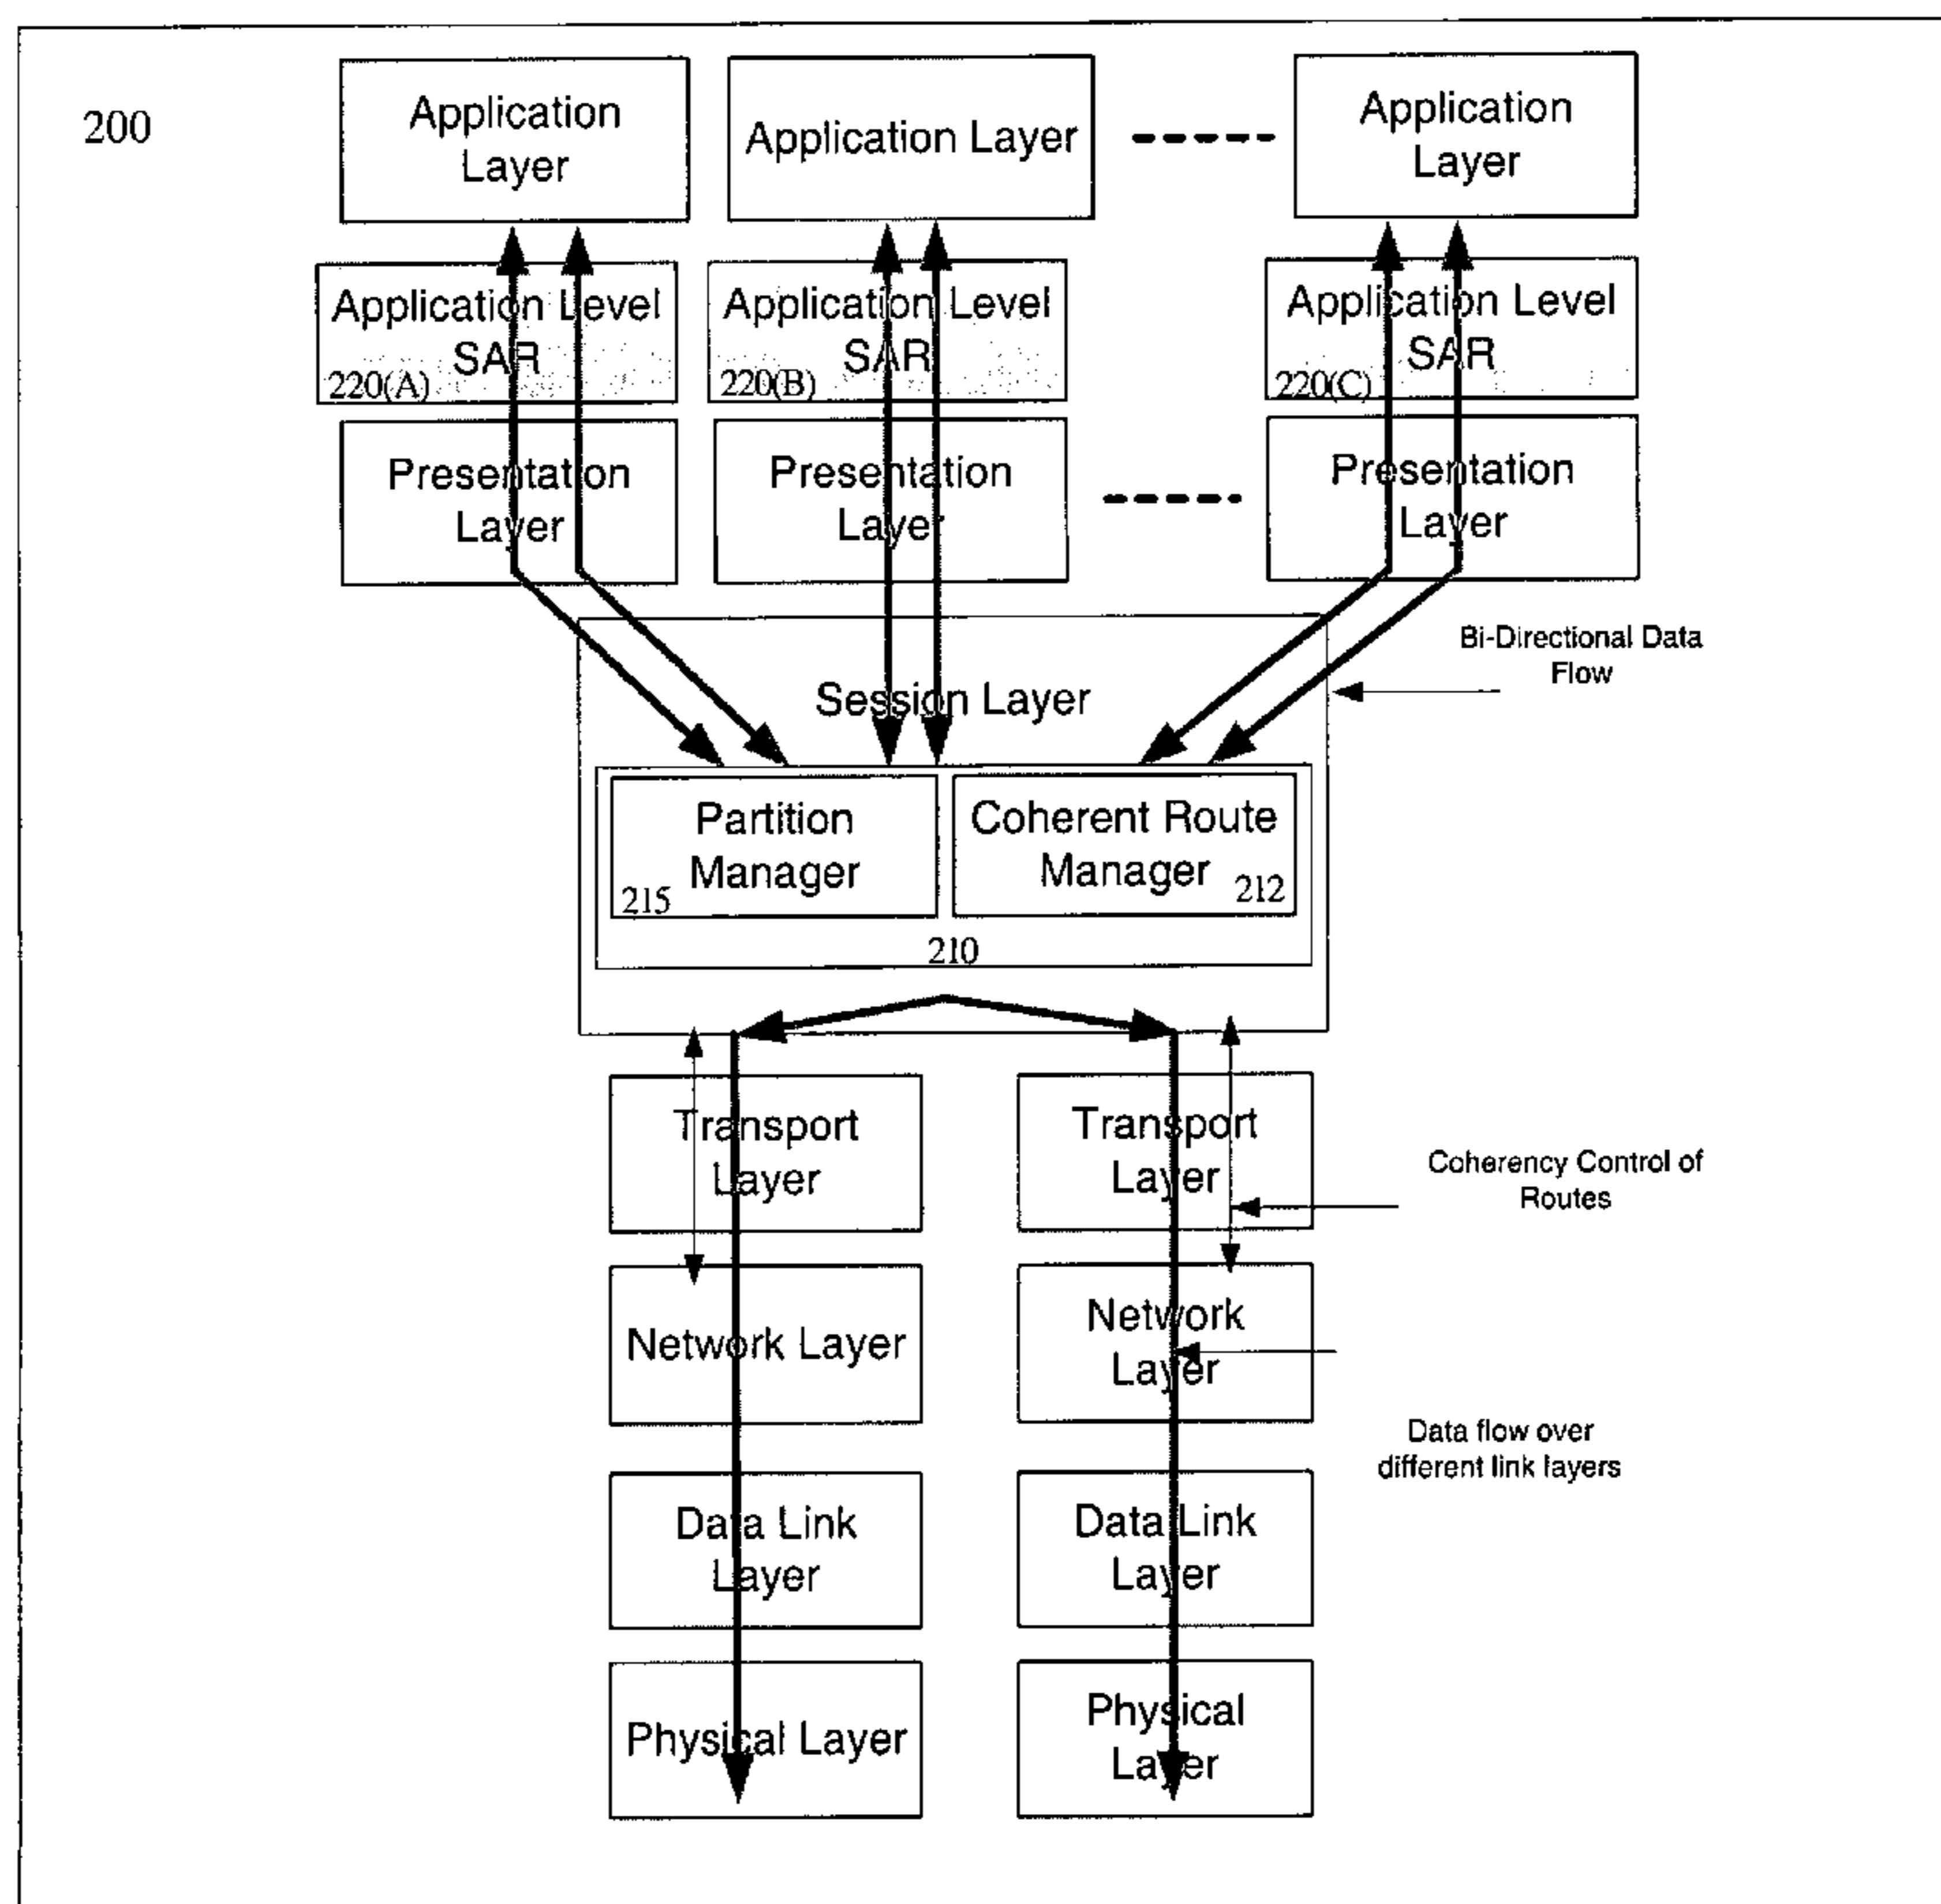 200
Application
Layer
Application Layer
Application
Layer
Application Level
SAR
220(A)
Application Level
SAR
220(B)
Application Level
SAR
220(C)
Presentation
Layer
Presentation
Layer
Presentation
Layer
Bi-Directional Data
Flow
Session Layer
Partition
Manager
215
Coherent Route
Manager
212
210
Transport
Layer
Transport
Layer
Coherency Control of
Routes
Network Layer
Network
Layer
Data flow over
different link layers
Data Link
Layer
Data Link
Layer
Physical Layer
Physical
Layer